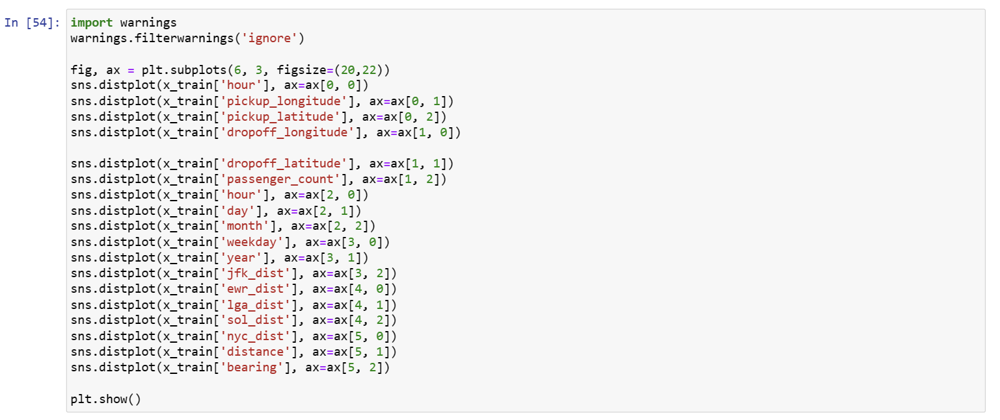 In [54]: import warnings
warnings.filterwarnings('ignore')
fig, ax = plt.subplots(6, 3, figsize=(20,22))
sns.distplot(x_train['hour'], ax=ax[0, 0])
sns.distplot(x_train['pickup_longitude'], ax=ax[0, 1])
sns.distplot(x_train['pickup_latitude'], ax=ax[0, 2])
sns.distplot(x_train['dropoff_longitude'], ax=ax[1, 0])
sns.distplot(x_train['dropoff_latitude'], ax=ax[1, 1])
sns.distplot(x_train['passenger_count'], ax=ax[1, 2])
sns.distplot(x_train['hour'], ax=ax[2, 0])
sns.distplot(x_train['day'], ax=ax[2, 1])
sns.distplot(x_train['month'], ax=ax[2, 2])
sns.distplot(x_train['weekday'], ax=ax[3, 0])
sns.distplot(x_train['year'], ax=ax[3, 1])
sns.distplot(x_train['jfk_dist'], ax=ax[3, 2])
sns.distplot(x_train['ewr_dist'], ax=ax[4, 0])
sns.distplot(x_train['lga_dist'], ax=ax[4, 1])
sns.distplot(x_train['sol_dist'], ax=ax[4, 2])
sns.distplot(x_train['nyc_dist'], ax=ax[5, 0])
sns.distplot(x_train['distance'], ax=ax[5, 1])
sns.distplot(x_train['bearing'], ax=ax[5, 2])
plt.show()